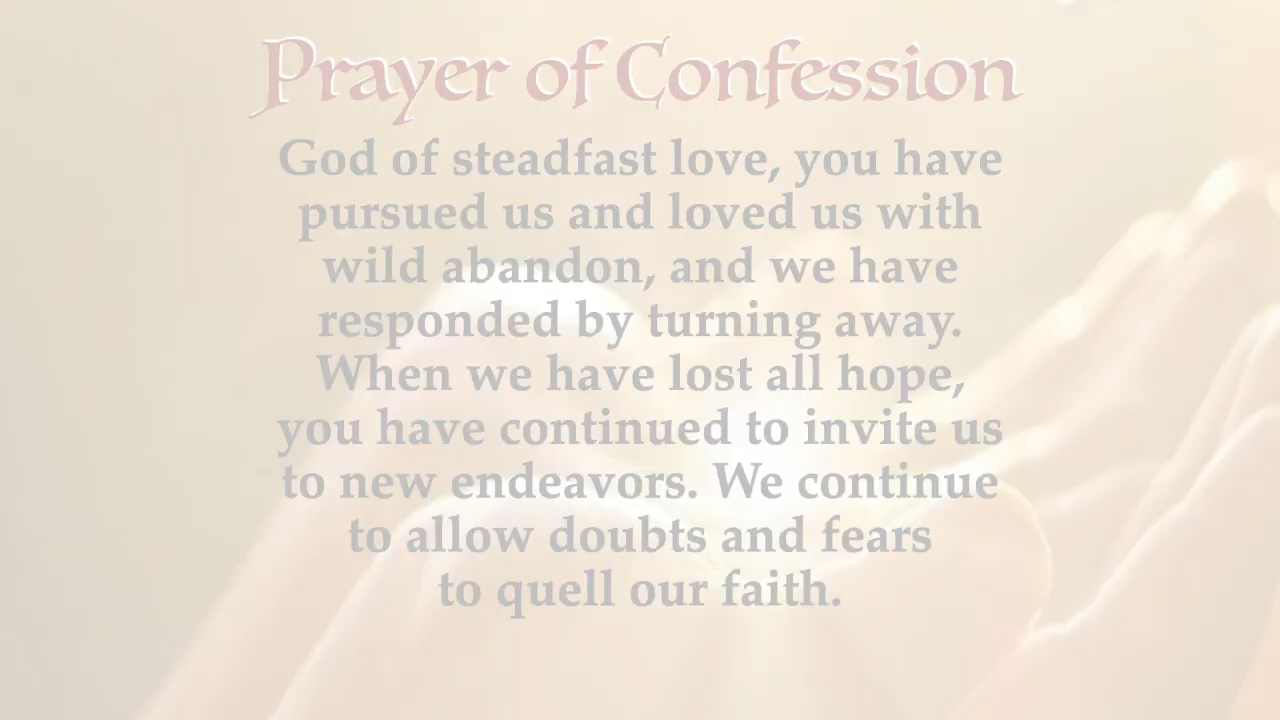 Prayer of Confession
God of steadfast love, you have
pursued us and loved us with
wild abandon, and we have
responded by turning away.
When we have lost all hope,
you have continued to invite us
to new endeavors. We continue
to allow doubts and fears
to quell our faith.